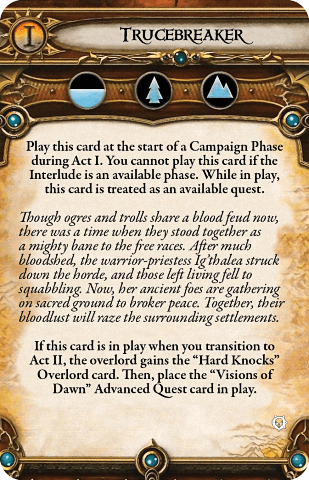 I
Trucebreaker
Play this card at the start of a Campaign Phase
during Act I. You cannot play this card if the
Interlude is an available phase. While in play,
this card is treated as an available quest.
Though ogres and trolls share a blood feud now,
there was a time when they stood together as
a mighty bane to the free races. After much
bloodshed, the warrior-priestess Ig’thalea struck
down the horde, and those left living fell to
squabbling. Now, her ancient foes are gathering
on sacred ground to broker peace. Together, their
bloodlust will raze the surrounding settlements.
If this card is in play when you transition to
Act II, the overlord gains the “Hard Knocks”
Overlord card. Then, place the “Visions of
Dawn” Advanced Quest card in play.